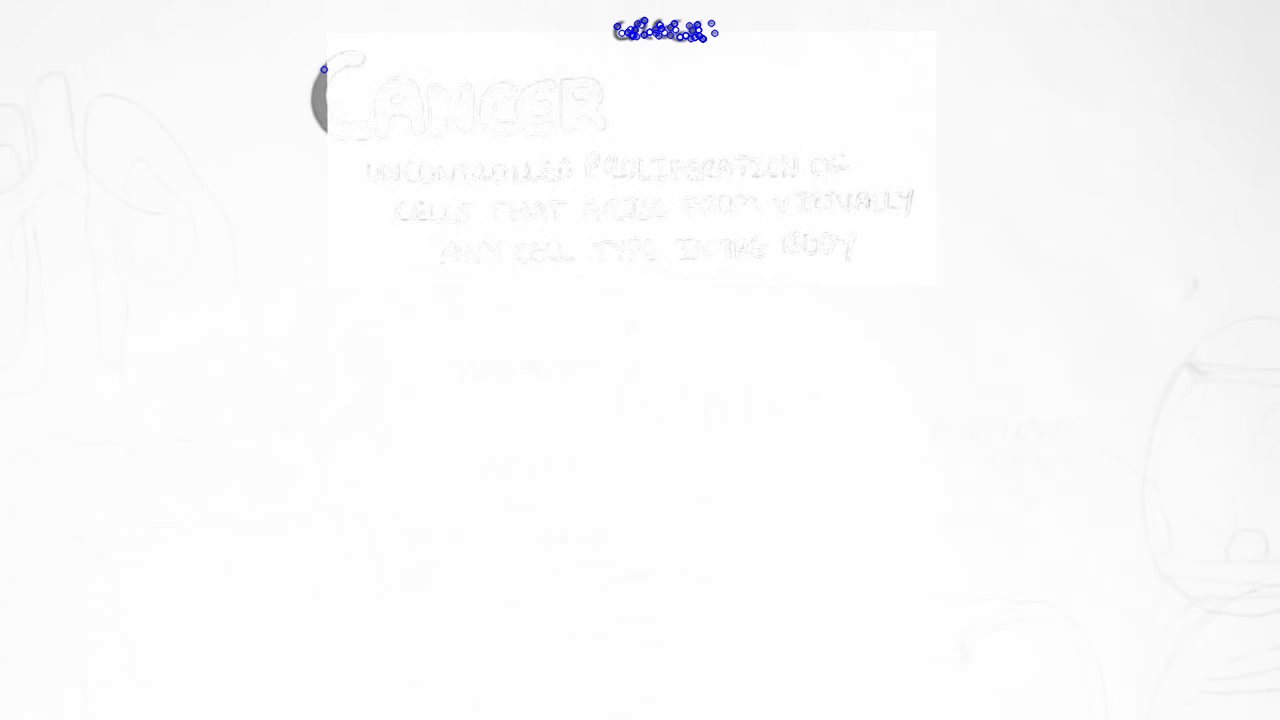 CANCER
UNCONTROLLED PROLIFERATION OF
CELLS THAT ARISE FROM VIRTUALLY
ANY CELL TYPE IN THE BODY